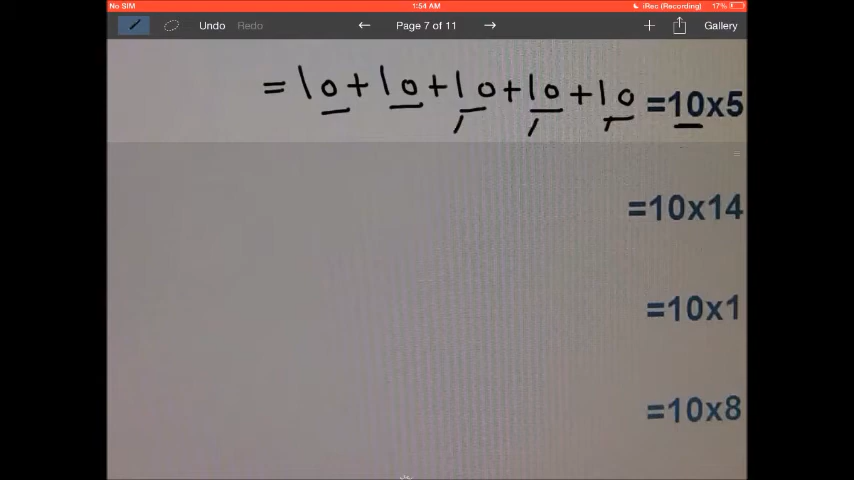 No SIM 1:54 AM iRec (Recording) 17%
Undo Redo ← Page 7 of 11 → + Gallery
=10+10+10+10+10 =10x5
=10x14
=10x1
=10x8